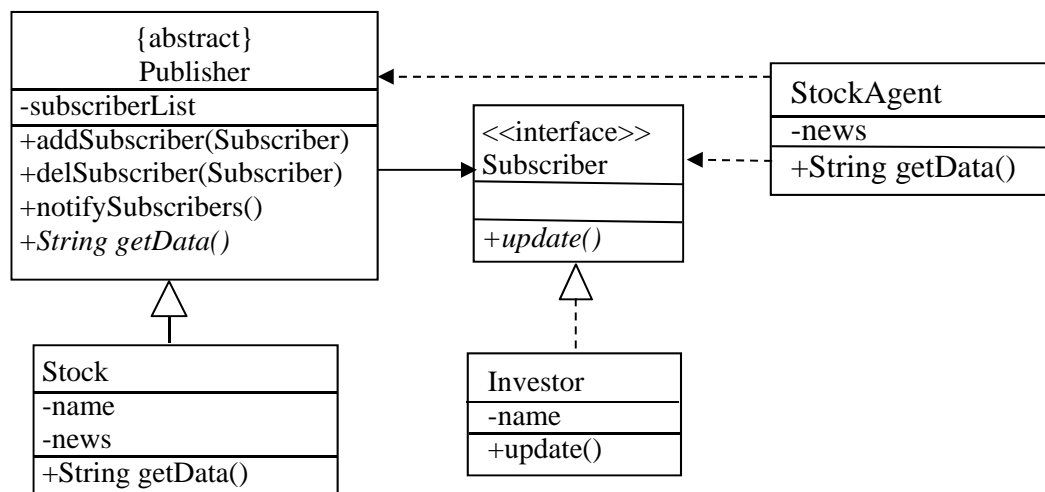 {abstract}
Publisher
-subscriberList
+addSubscriber(Subscriber)
+delSubscriber(Subscriber)
+notifySubscribers()
+String getData()
<<interface>>
Subscriber
+update()
StockAgent
-news
+String getData()
Stock
-name
-news
+String getData()
Investor
-name
+update()